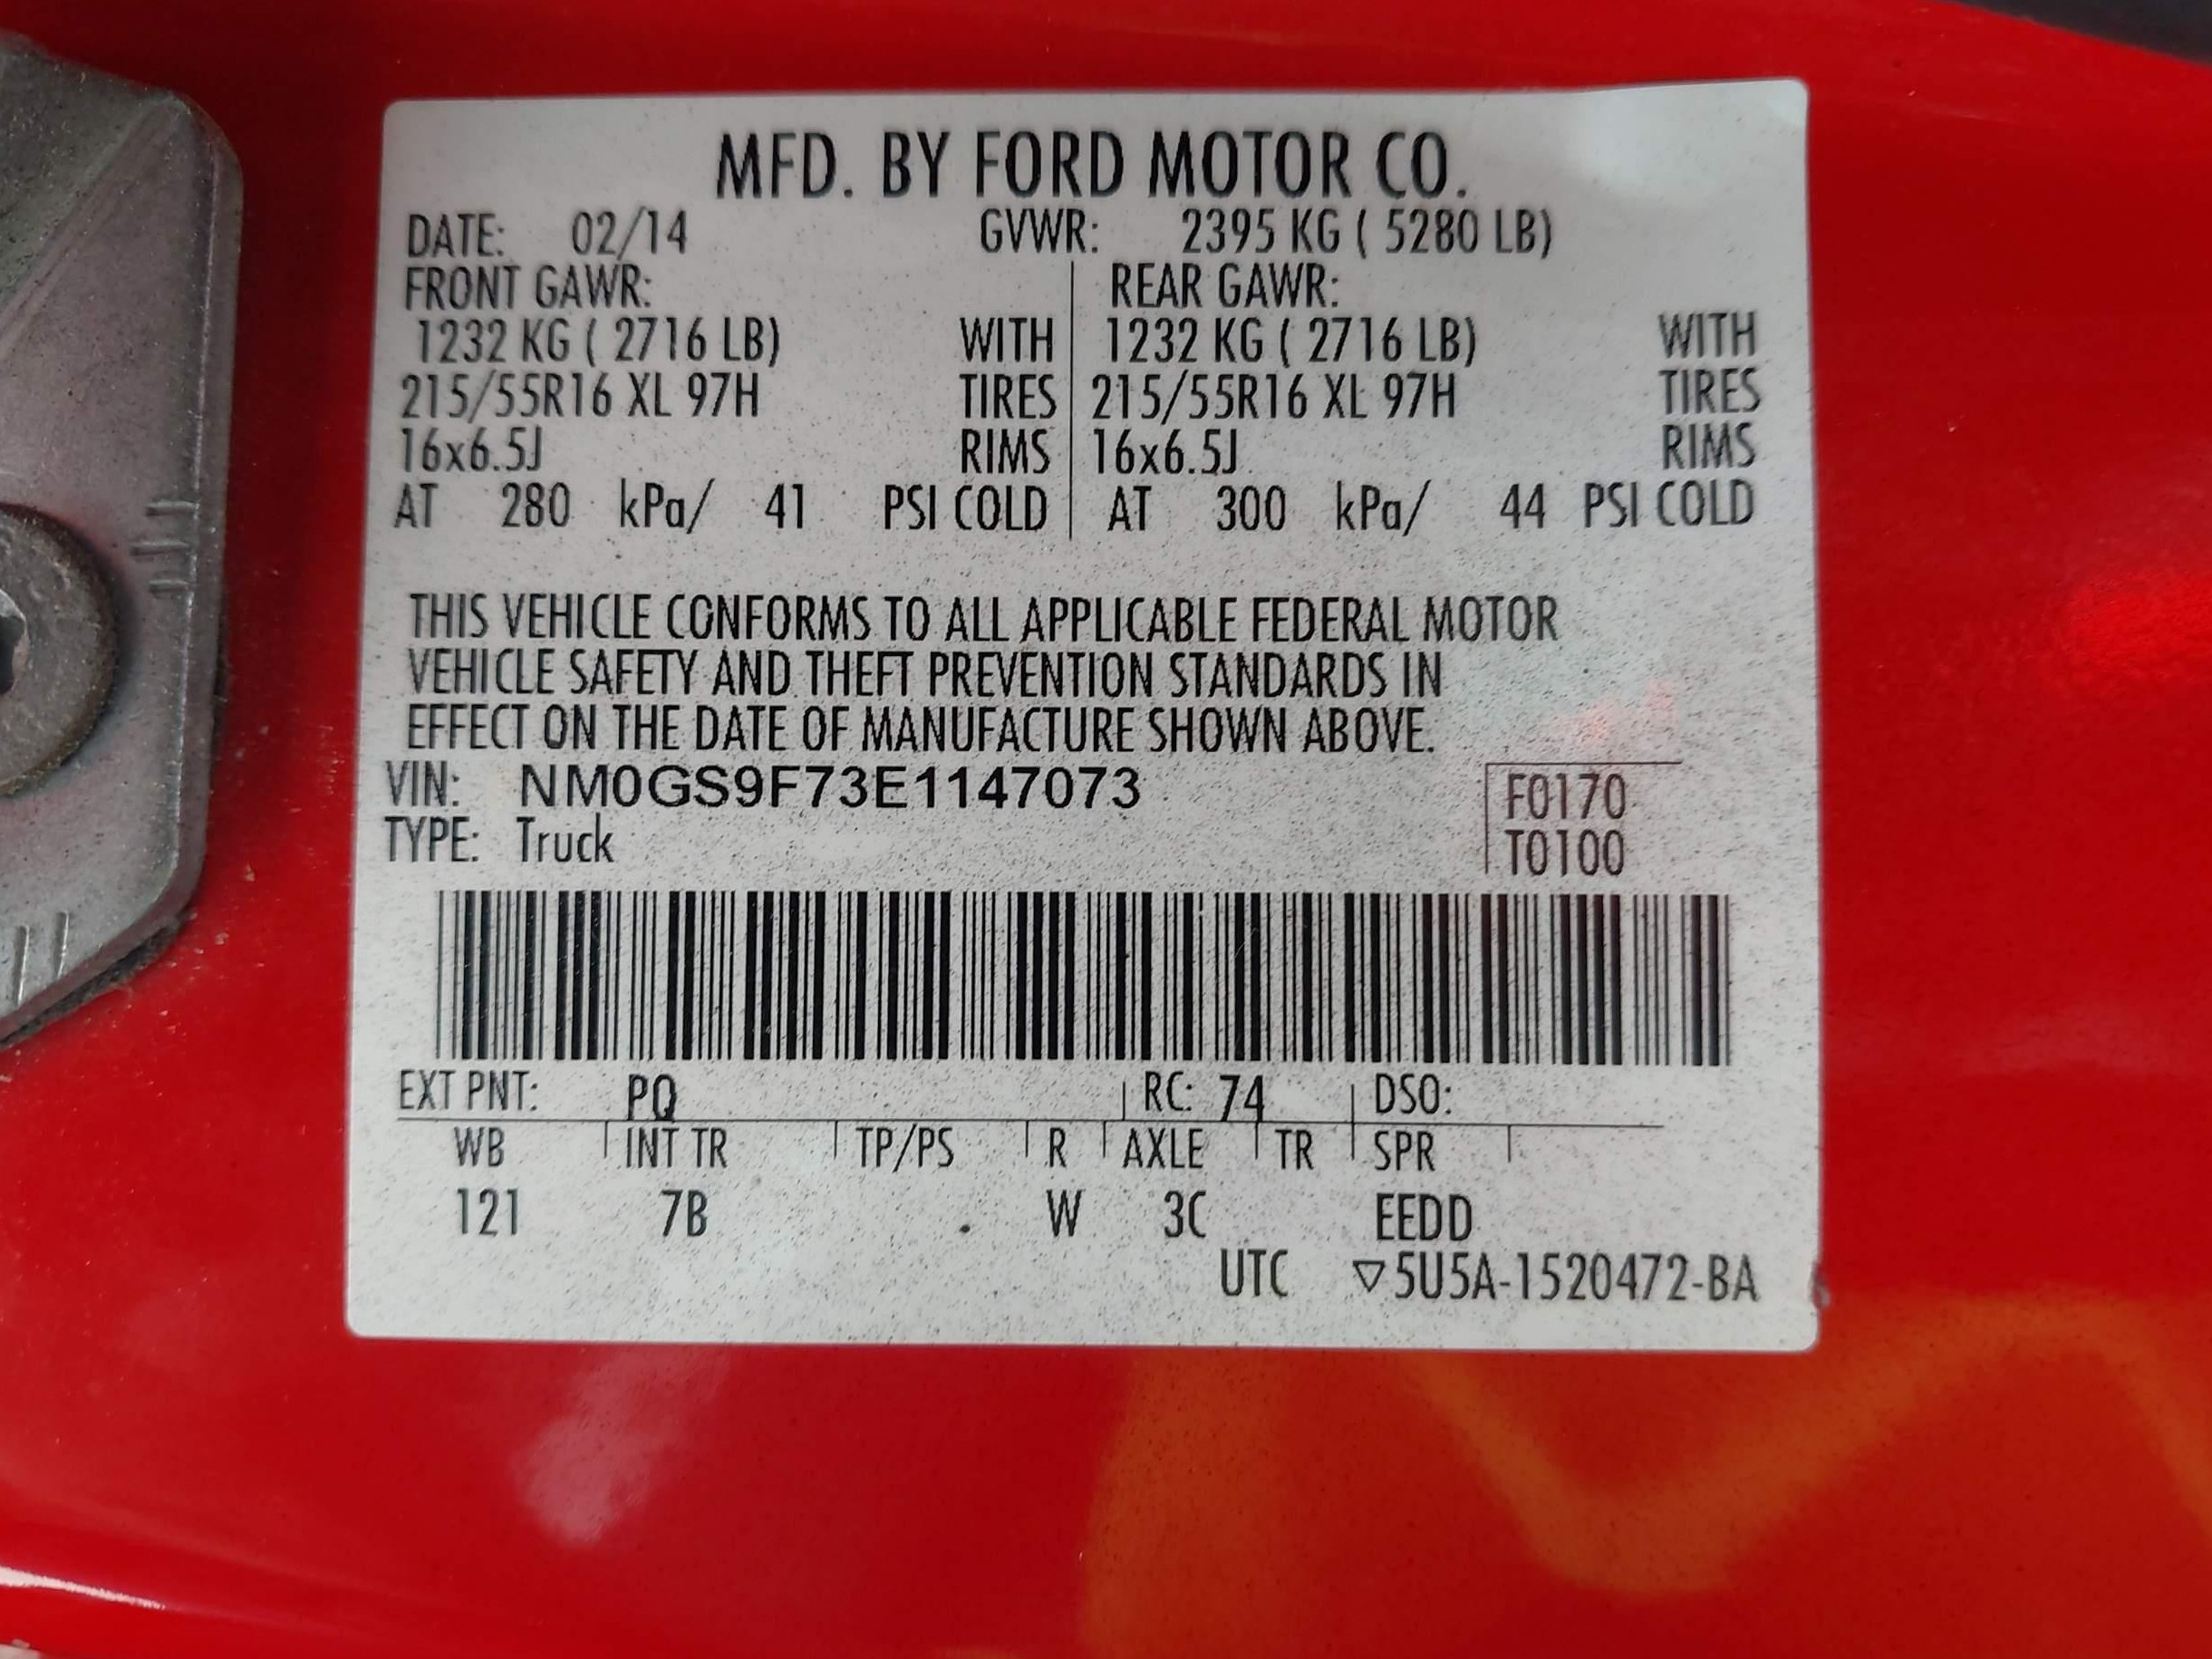 MFD. BY FORD MOTOR CO.
DATE: 02/14 GVWR: 2395 KG ( 5280 LB)
FRONT GAWR: REAR GAWR:
1232 KG ( 2716 LB) WITH 1232 KG ( 2716 LB) WITH
215/55R16 XL 97H TIRES 215/55R16 XL 97H TIRES
16x6.5J RIMS 16x6.5J RIMS
AT 280 kPa/ 41 PSI COLD AT 300 kPa/ 44 PSI COLD
THIS VEHICLE CONFORMS TO ALL APPLICABLE FEDERAL MOTOR
VEHICLE SAFETY AND THEFT PREVENTION STANDARDS IN
EFFECT ON THE DATE OF MANUFACTURE SHOWN ABOVE.
VIN: NM0GS9F73E1147073 F0170
TYPE: Truck T0100
EXT PNT: PQ RC: 74 DSO:
WB INT TR TP/PS R AXLE TR SPR
121 7B W 3C EEDD
UTC ▽5U5A-1520472-BA